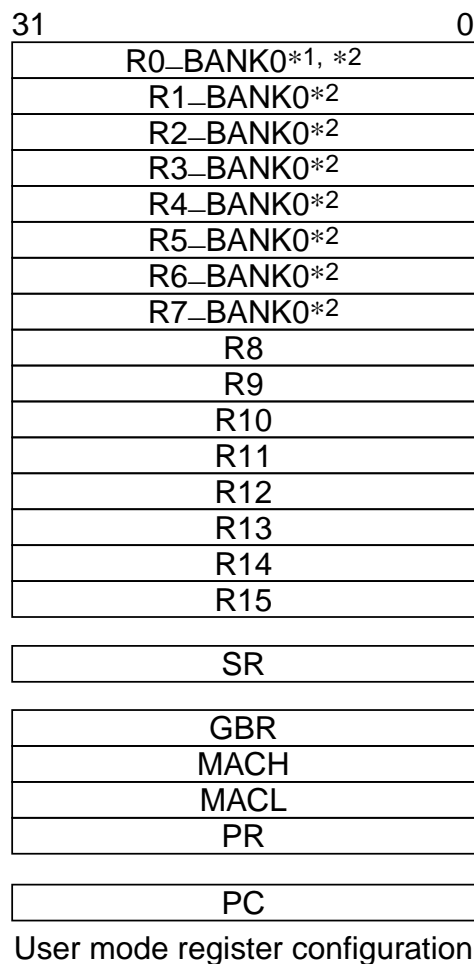 31 0
R0_BANK0*1, *2
R1_BANK0*2
R2_BANK0*2
R3_BANK0*2
R4_BANK0*2
R5_BANK0*2
R6_BANK0*2
R7_BANK0*2
R8
R9
R10
R11
R12
R13
R14
R15
SR
GBR
MACH
MACL
PR
PC
User mode register configuration